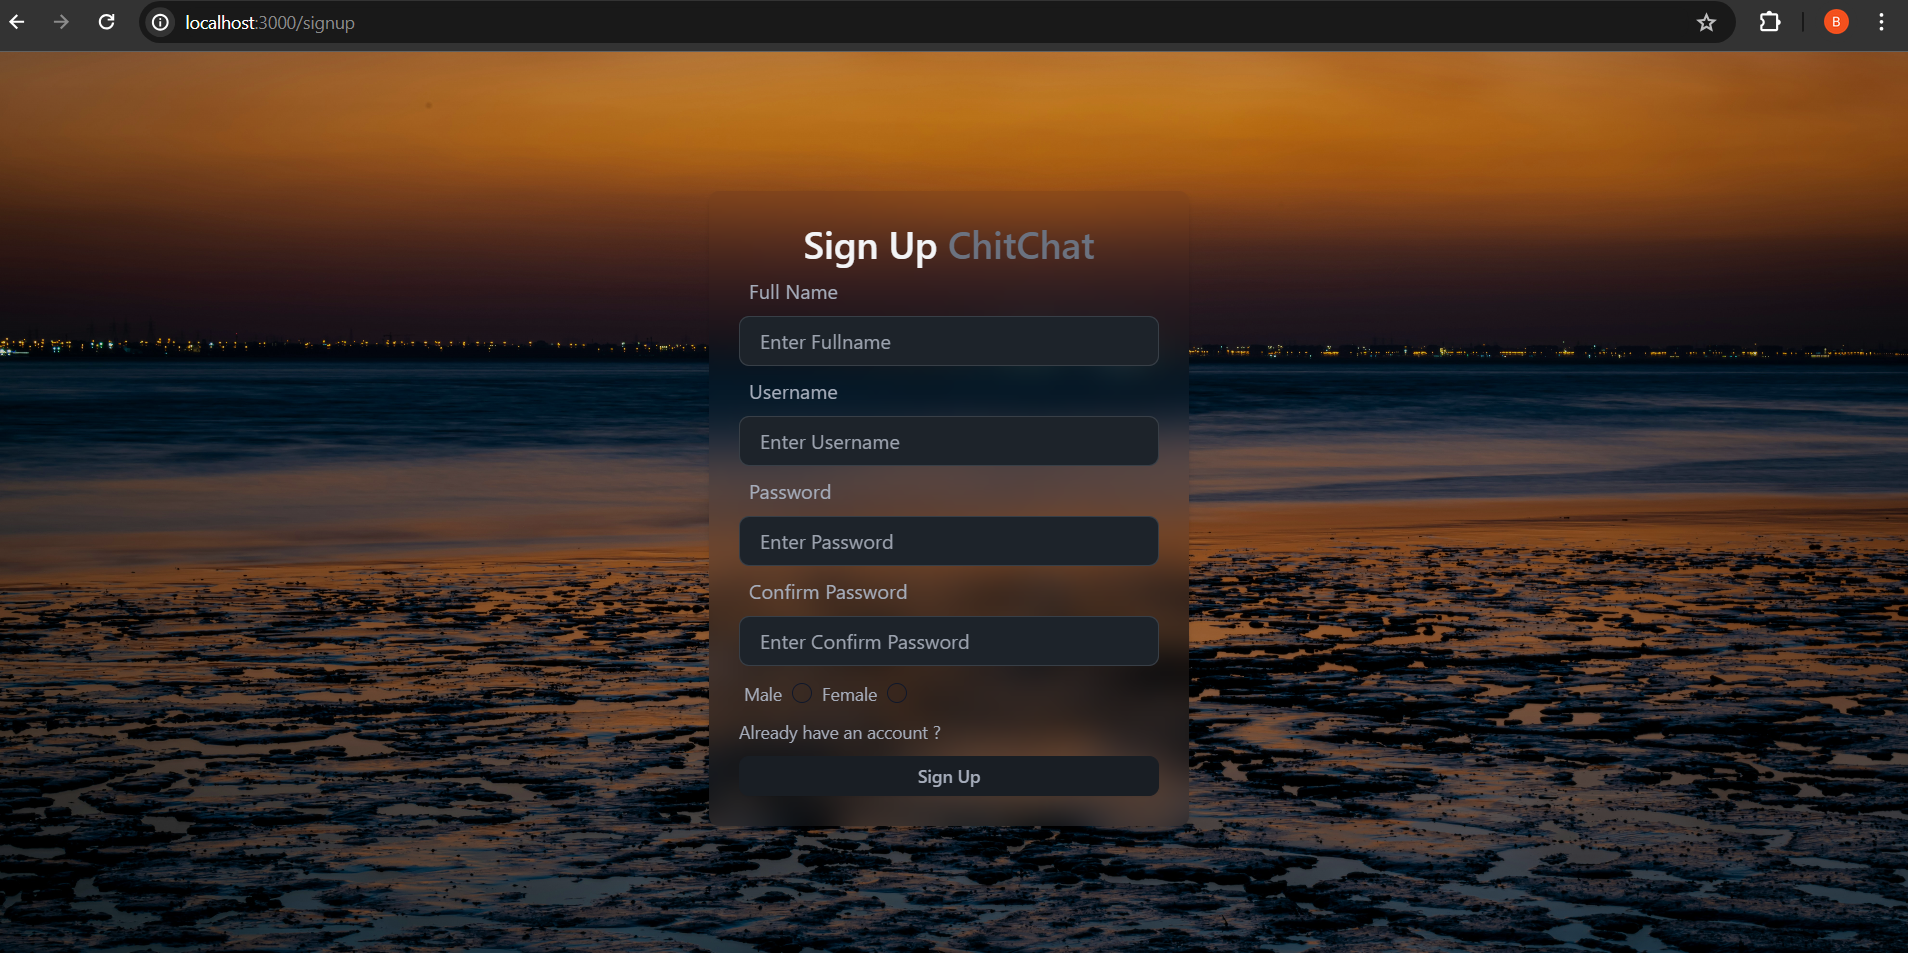 localhost:3000/signup
B
Sign Up ChitChat
Full Name
Enter Fullname
Username
Enter Username
Password
Enter Password
Confirm Password
Enter Confirm Password
Male Female
Already have an account ?
Sign Up